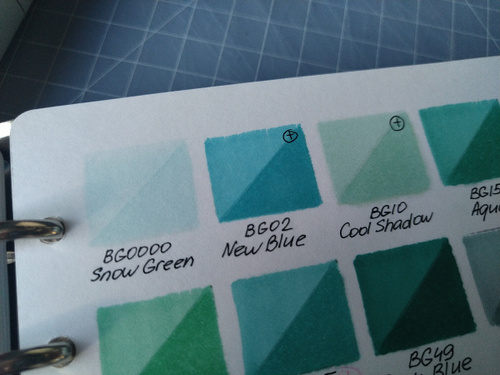 BG0000
Snow Green
BG02
New Blue
BG10
Cool Shadow
BG15
Aqua
BG49
Blue